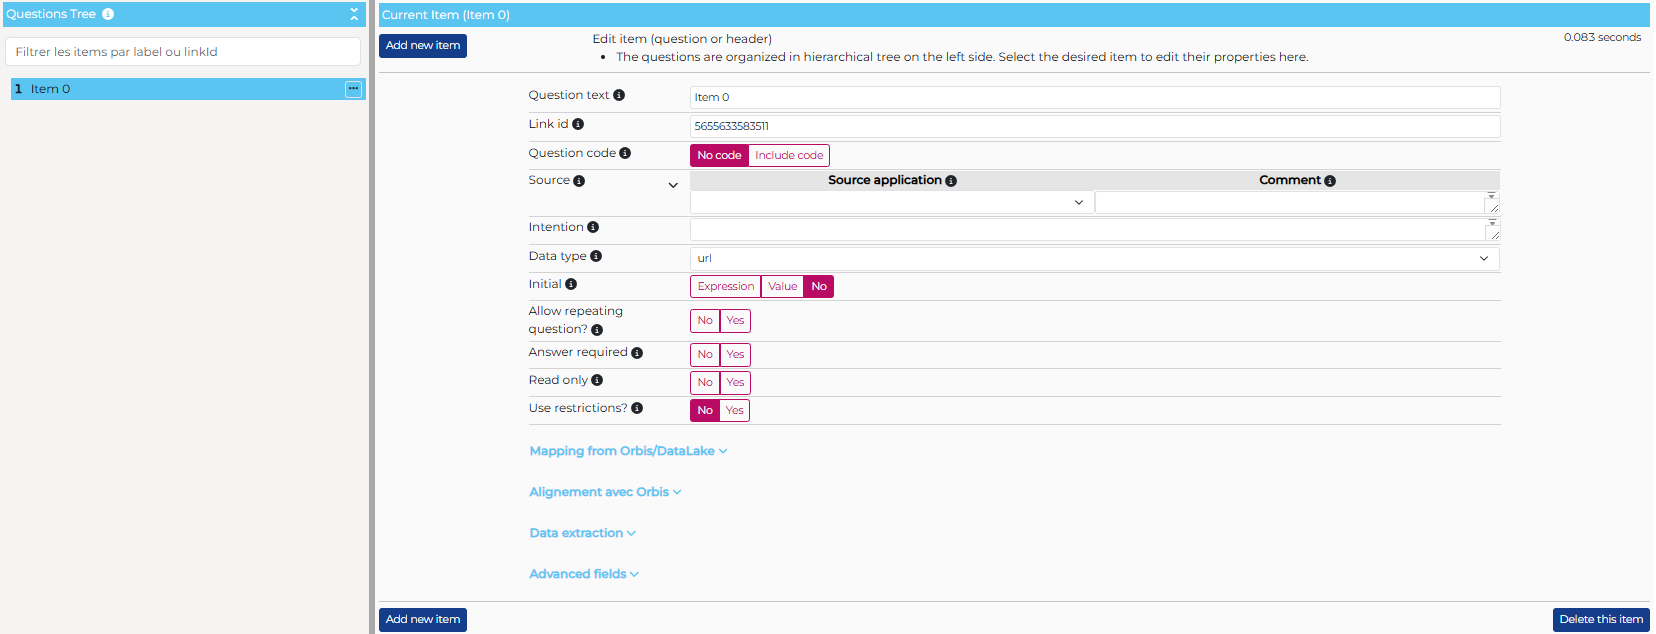 Questions Tree
Filtrer les items par label ou linkId
1 Item 0
Current Item (Item 0)
Add new item
Edit item (question or header)
0.083 seconds
• The questions are organized in hierarchical tree on the left side. Select the desired item to edit their properties here.
Question text
Item 0
Link id
5655633583511
Question code
No code
Include code
Source
Source application
Comment
Intention
Data type
url
Initial
Expression
Value
No
Allow repeating
question?
No
Yes
Answer required
No
Yes
Read only
No
Yes
Use restrictions?
No
Yes
Mapping from Orbis/DataLake
Alignement avec Orbis
Data extraction
Advanced fields
Add new item
Delete this item